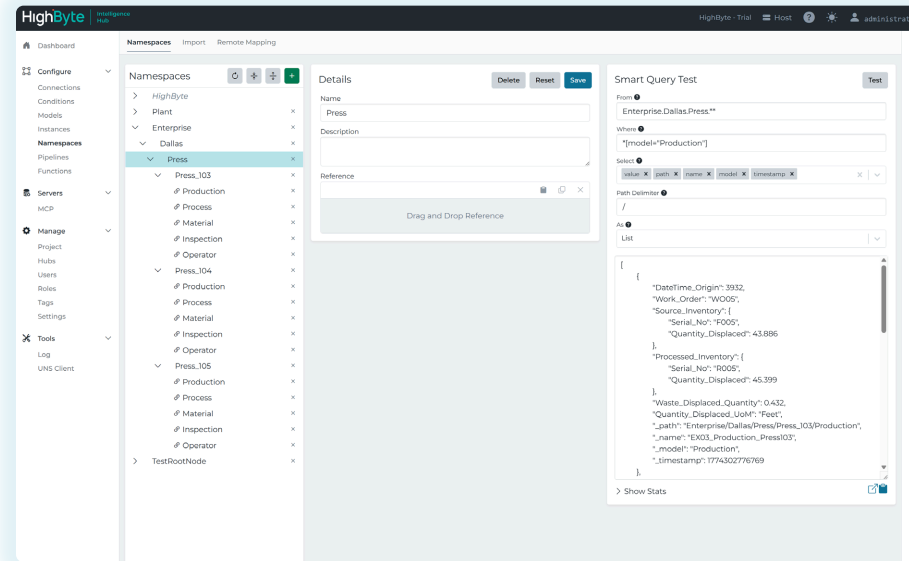 HighByte Intelligence Hub
HighByte - Trial Host administrat
Dashboard
Configure
Connections
Conditions
Models
Instances
Namespaces
Pipelines
Functions
Servers
MCP
Manage
Project
Hubs
Users
Roles
Tags
Settings
Tools
Log
UNS Client
Namespaces Import Remote Mapping
Namespaces
HighByte
Plant
Enterprise
Dallas
Press
Press_103
Production
Process
Material
Inspection
Operator
Press_104
Production
Process
Material
Inspection
Operator
Press_105
Production
Process
Material
Inspection
Operator
TestRootNode
Details
Delete Reset Save
Name
Press
Description
Reference
Drag and Drop Reference
Smart Query Test
Test
From
Enterprise.Dallas.Press.**
Where
*[model="Production"]
Select
value path name model timestamp
Path Delimiter
/
As
List
[
{
"DateTime_Origin": 3932,
"Work_Order": "WO05",
"Source_Inventory": {
"Serial_No": "F005",
"Quantity_Displaced": 43.886
},
"Processed_Inventory": {
"Serial_No": "R005",
"Quantity_Displaced": 45.399
},
"Waste_Displaced_Quantity": 0.432,
"Quantity_Displaced_UoM": "Feet",
"_path": "Enterprise/Dallas/Press/Press_103/Production",
"_name": "EX03_Production_Press103",
"_model": "Production",
"_timestamp": 1774302776769
},
Show Stats